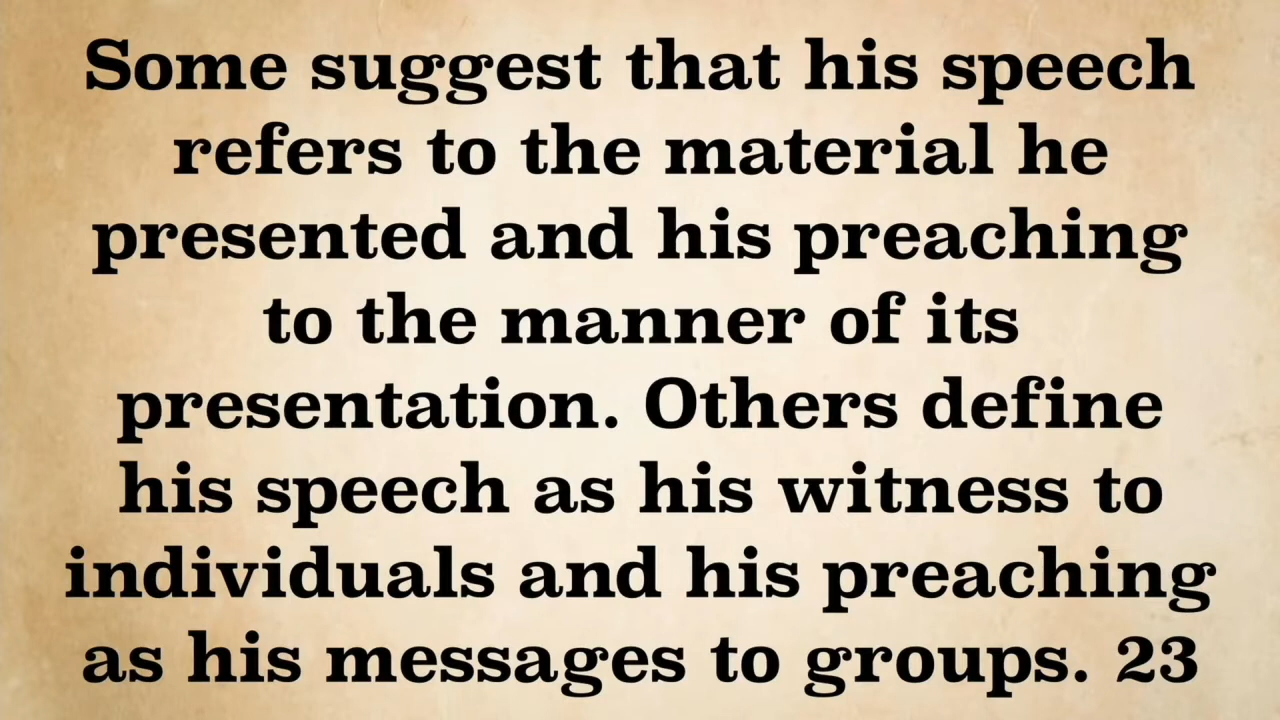 Some suggest that his speech
refers to the material he
presented and his preaching
to the manner of its
presentation. Others define
his speech as his witness to
individuals and his preaching
as his messages to groups. 23